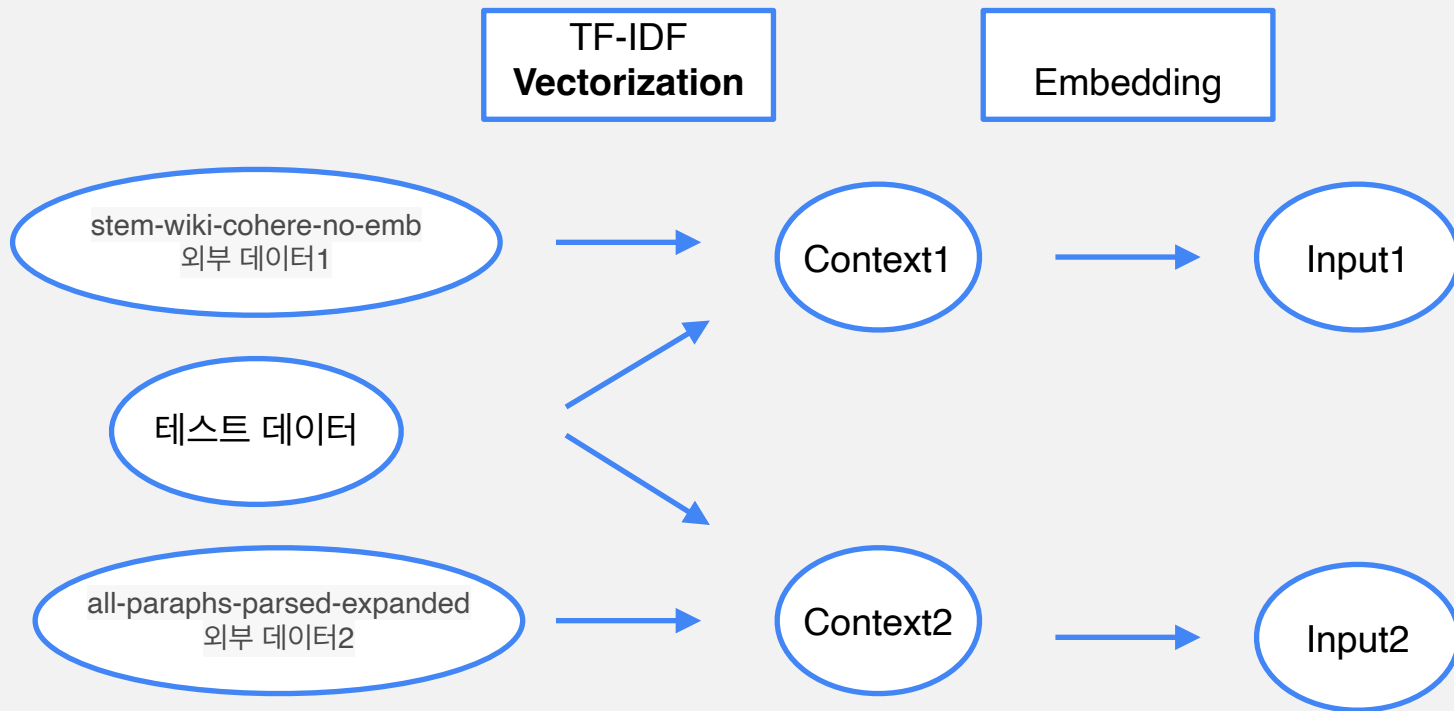 TF-IDF
Vectorization
Embedding
stem-wiki-cohere-no-emb
외부 데이터1
Context1
Input1
테스트 데이터
all-paraphs-parsed-expanded
외부 데이터2
Context2
Input2